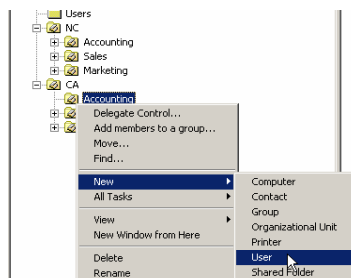 Users
NC
Accounting
Sales
Marketing
CA
Accounting
Delegate Control...
Add members to a group...
Move...
Find...
New
All Tasks
View
New Window from Here
Delete
Rename
Computer
Contact
Group
Organizational Unit
Printer
User
Shared Folder